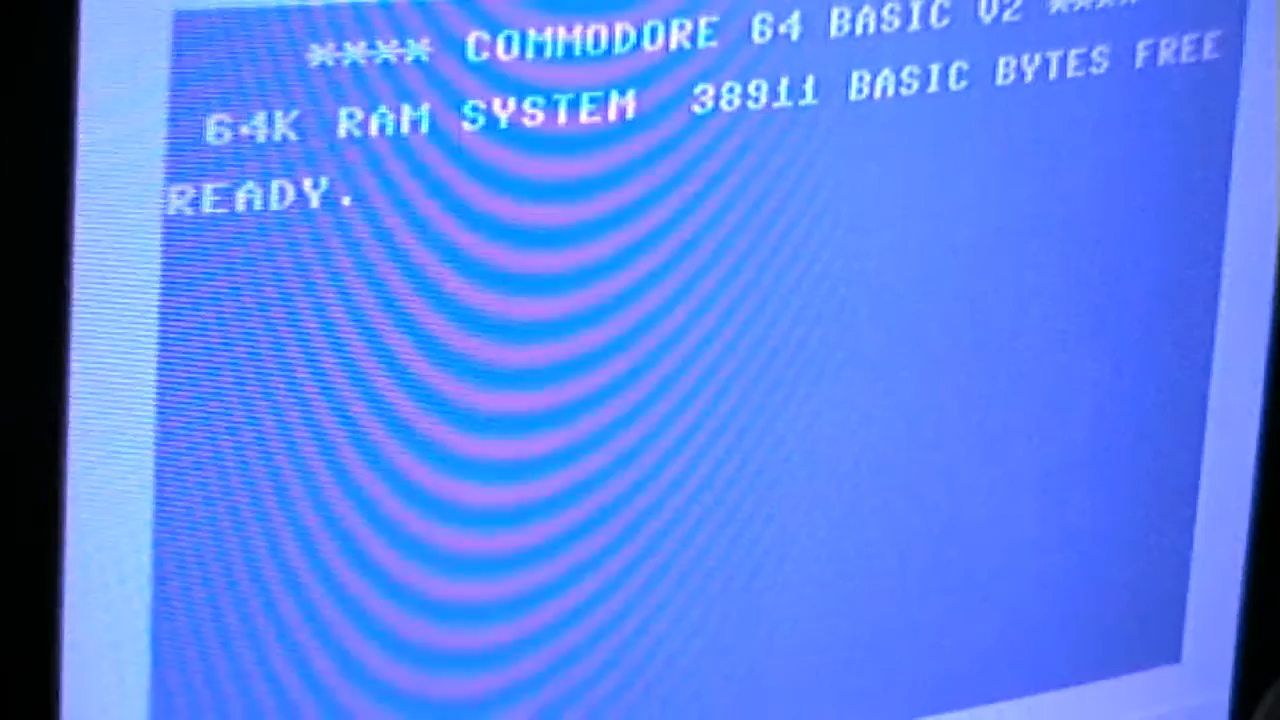 **** COMMODORE 64 BASIC V2 ****
64K RAM SYSTEM 38911 BASIC BYTES FREE
READY.